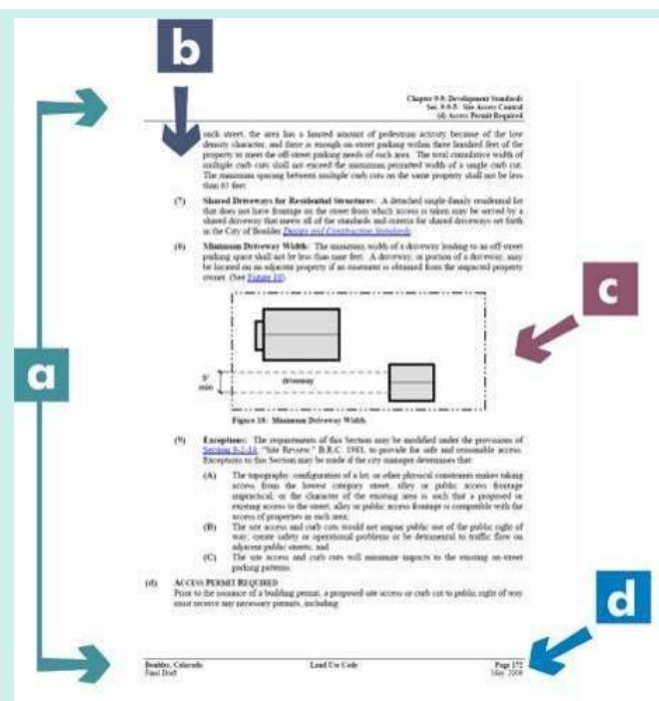 b
Chapter 9-9: Development Standards
Sec. 9-9-5: Site Access Control
(d) Access Permit Required
such street, the area has a limited amount of pedestrian activity because of the low
density character, and there is enough on-street parking within three hundred feet of the
property to meet the off-street parking needs of such area. The total cumulative width of
multiple curb cuts shall not exceed the maximum permitted width of a single curb cut.
The minimum spacing between multiple curb cuts on the same property shall not be less
than 65 feet.
(7) Shared Driveways for Residential Structures: A detached single-family residential lot
that does not have frontage on the street from which access is taken may be served by a
shared driveway that meets all of the standards and criteria for shared driveways set forth
in the City of Boulder Design and Construction Standards.
(8) Minimum Driveway Width: The minimum width of a driveway leading to an off-street
parking space shall not be less than nine feet. A driveway, or portion of a driveway, may
be located on an adjacent property if an easement is obtained from the impacted property
owner. (See Figure 10)
c
a
9'
min
driveway
Figure 10: Minimum Driveway Width
(9) Exceptions: The requirements of this Section may be modified under the provisions of
Section 9-2-14, "Site Review," B.R.C. 1981, to provide for safe and reasonable access.
Exceptions to this Section may be made if the city manager determines that:
(A) The topography, configuration of a lot, or other physical constraints makes taking
access from the lowest category street, alley or public access frontage
impractical, or the character of the existing area is such that a proposed or
existing access to the street, alley or public access frontage is compatible with the
access of properties in such area;
(B) The site access and curb cuts would not impair public use of the public right of
way; create safety or operational problems or be detrimental to traffic flow on
adjacent public streets; and
(C) The site access and curb cuts will minimize impacts to the existing on-street
parking patterns.
(d) ACCESS PERMIT REQUIRED
Prior to the issuance of a building permit, a proposed site access or curb cut to public right of way
must receive any necessary permits, including:
d
Boulder, Colorado Land Use Code Page 172
Final Draft May, 2006